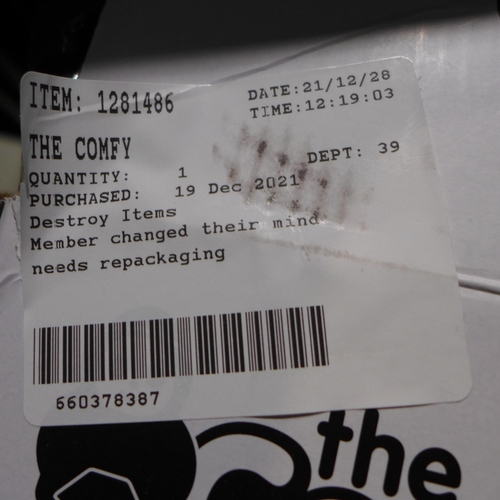 ITEM: 1281486
DATE:21/12/28
TIME:12:19:03
THE COMFY
DEPT: 39
QUANTITY: 1
PURCHASED: 19 Dec 2021
Destroy Items
Member changed their mind
needs repackaging
660378387
the